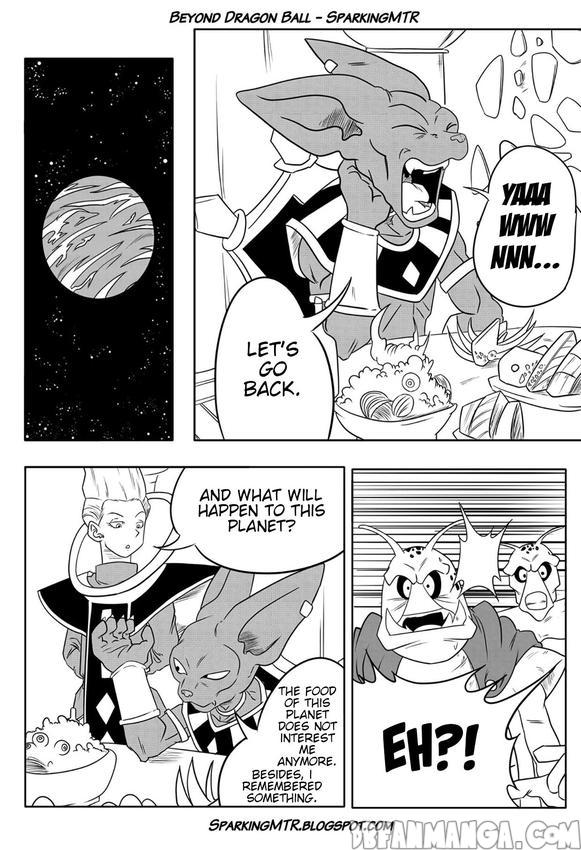 Beyond Dragon Ball - SparkingMTR
YAAA
WWW
NNN...
LET'S
GO
BACK.
AND WHAT WILL
HAPPEN TO THIS
PLANET?
THE FOOD
OF THIS
PLANET DOES
NOT
INTEREST
ME
ANYMORE.
BESIDES, I
REMEMBERED
SOMETHING.
EH?!
SparkingMTR.blogspot.com
DBFANMANGA.COM